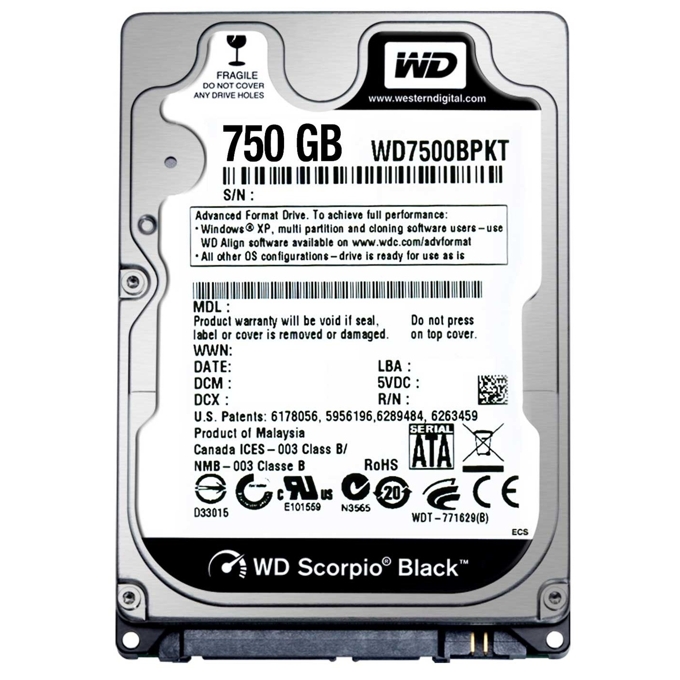 FRAGILE
DO NOT COVER
ANY DRIVE HOLES
WD
www.westerndigital.com
750 GB
WD7500BPKT
S/N :
Advanced Format Drive. To achieve full performance:
• Windows® XP, multi partition and cloning software users – use
WD Align software available on www.wdc.com/advformat
• All other OS configurations – drive is ready for use as is
MDL :
Product warranty will be void if seal,
label or cover is removed or damaged.
Do not press
on top cover.
WWN:
DATE:
LBA :
DCM :
5VDC :
DCX :
R/N :
U.S. Patents: 6178056, 5956196,6289484, 6263459
Product of Malaysia
Canada ICES – 003 Class B/
NMB – 003 Classe B
RoHS
SERIAL
ATA
D33015
c RU us
E101559
N3565
20
WDT – 771629(B)
CE
ECS
WD Scorpio® Black™